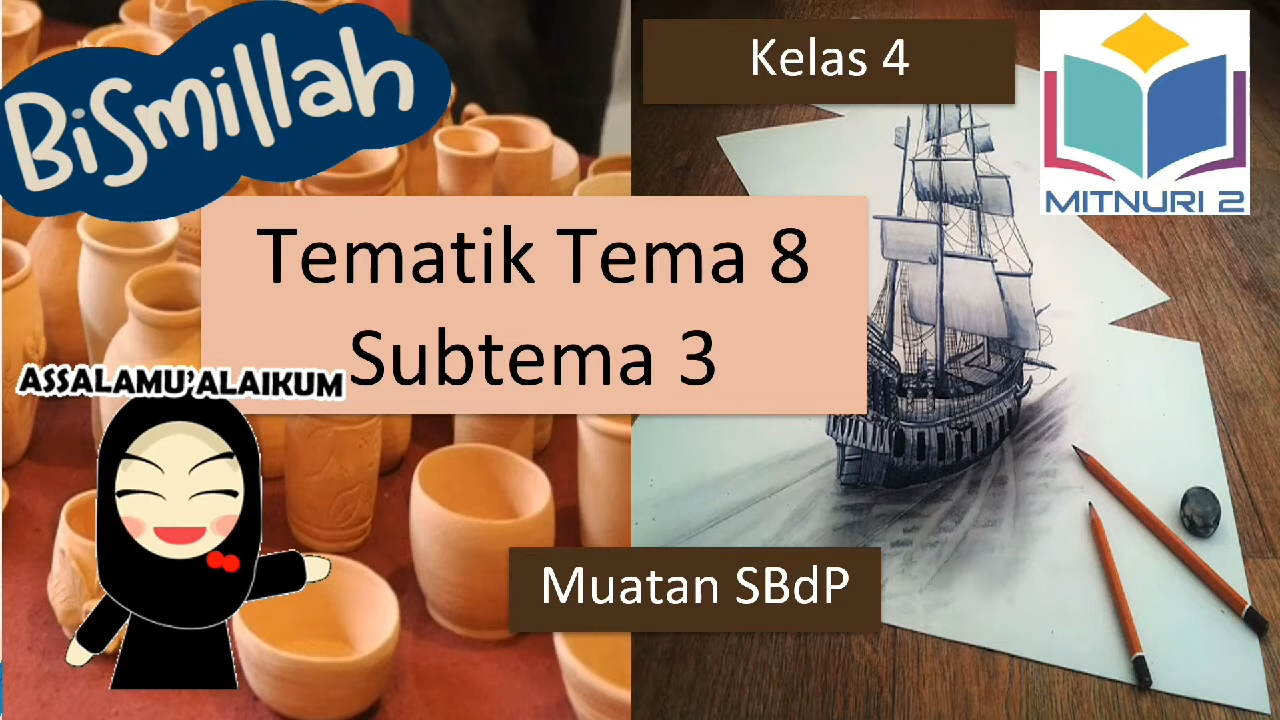 Bismillah
Kelas 4
MITNURI 2
Tematik Tema 8
Subtema 3
ASSALAMU'ALAIKUM
Muatan SBdP